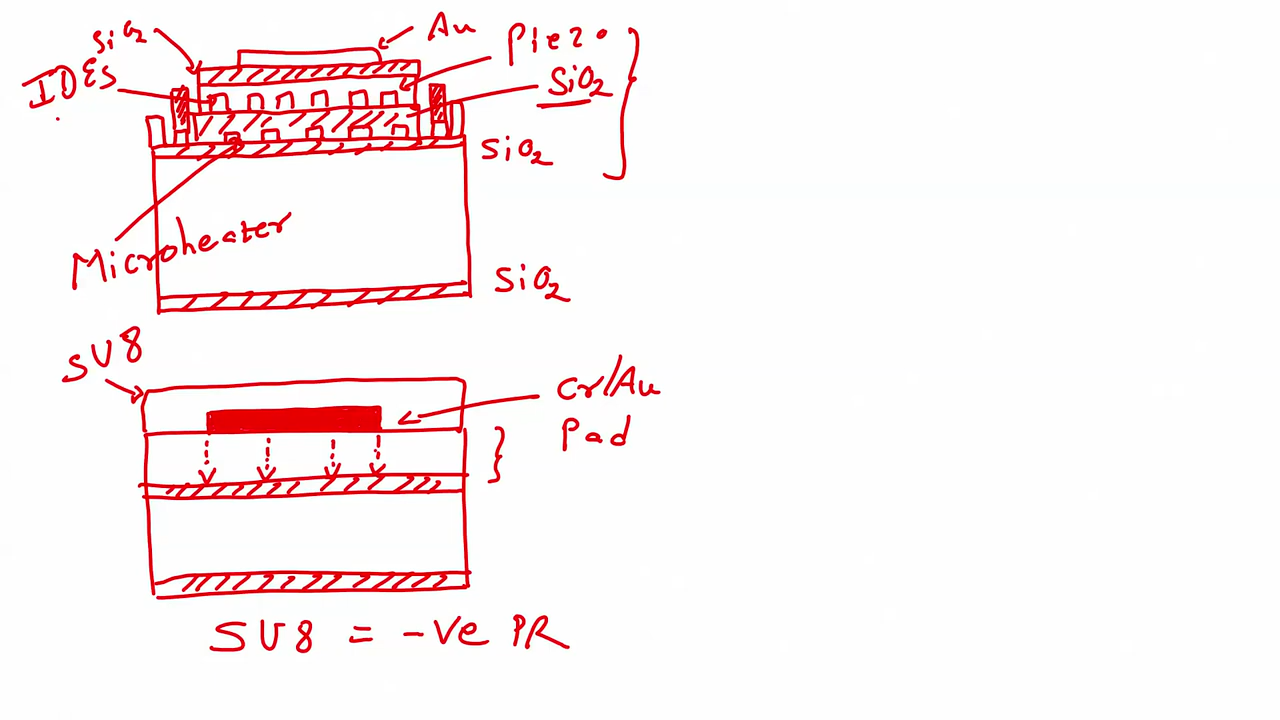 SiO2
Au
Piezo
IDES
SiO2
SiO2
Microheater
SiO2
SU8
Cr/Au
Pad
SU8 = -Ve PR